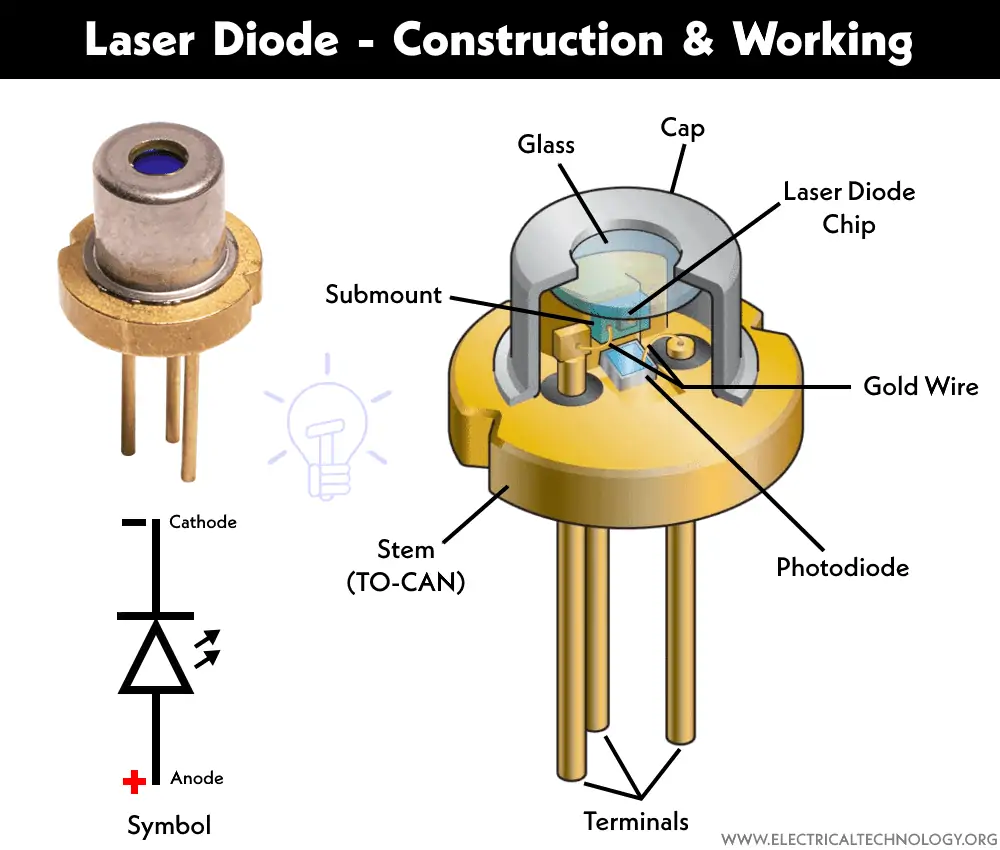 Laser Diode - Construction & Working
Glass
Cap
Laser Diode
Chip
Submount
Gold Wire
Stem
(TO-CAN)
Photodiode
Terminals
Cathode
Anode
Symbol
WWW.ELECTRICALTECHNOLOGY.ORG